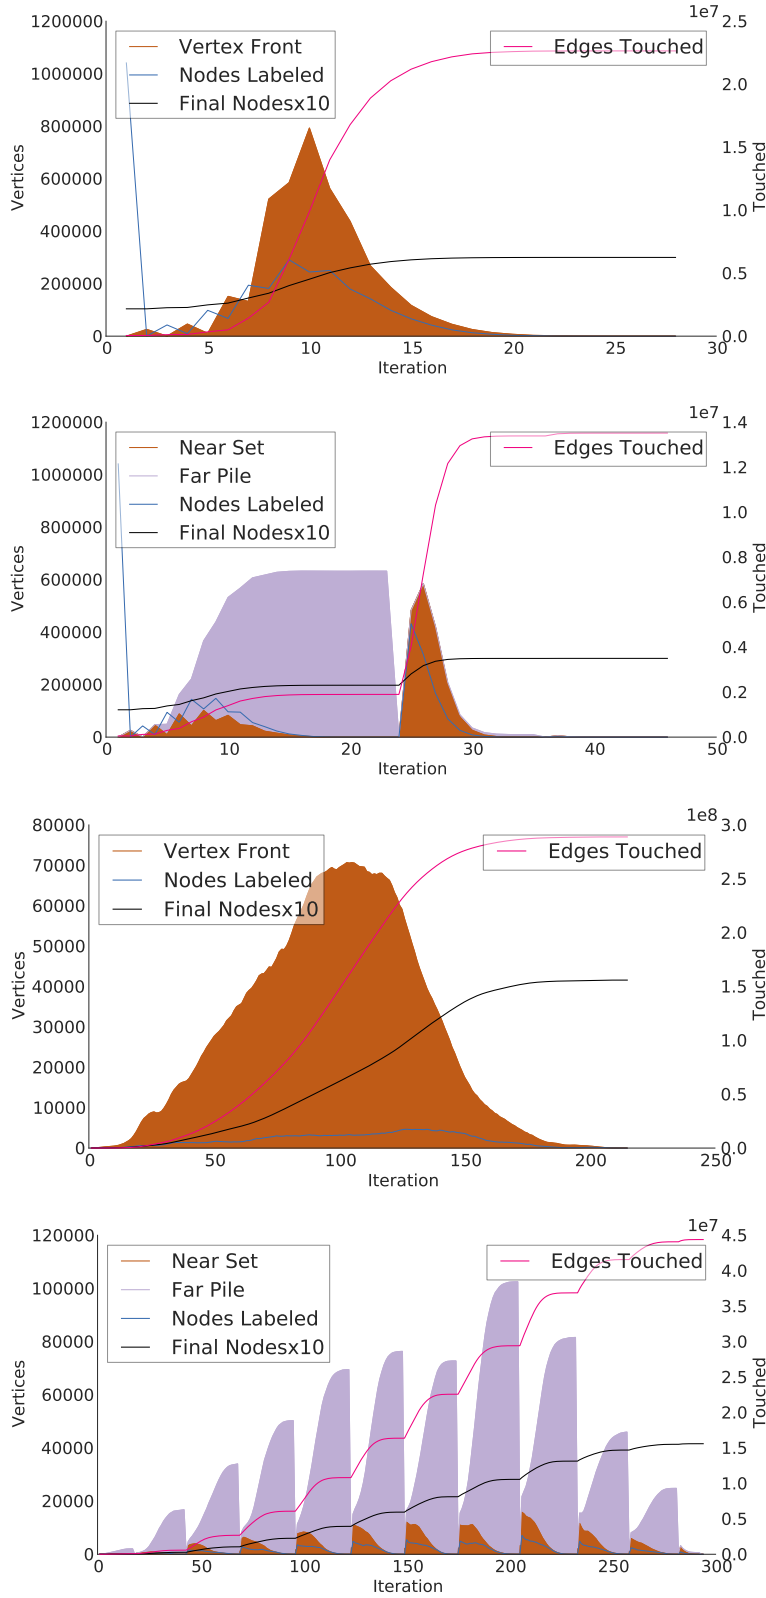 1e7
1200000
2.5
Vertex Front
Edges Touched
Nodes Labeled
1000000
2.0
Final Nodesx10
800000
1.5
Vertices
Touched
600000
1.0
400000
0.5
200000
0
0.0
0 5 10 15 20 25 30
Iteration
1e7
1200000
1.4
Near Set
Edges Touched
Far Pile
1000000
1.2
Nodes Labeled
1.0
Final Nodesx10
800000
0.8
Vertices
Touched
600000
0.6
400000
0.4
200000
0.2
0
0.0
0 10 20 30 40 50
Iteration
1e8
80000
3.0
Vertex Front
Edges Touched
70000
Nodes Labeled
2.5
60000
Final Nodesx10
50000
2.0
Vertices
Touched
40000
1.5
30000
1.0
20000
0.5
10000
0
0.0
0 50 100 150 200 250
Iteration
1e7
120000
4.5
Near Set
Edges Touched
100000
4.0
Far Pile
3.5
Nodes Labeled
80000
3.0
Final Nodesx10
Vertices
Touched
60000
2.5
2.0
40000
1.5
20000
1.0
0.5
0
0.0
0 50 100 150 200 250 300
Iteration